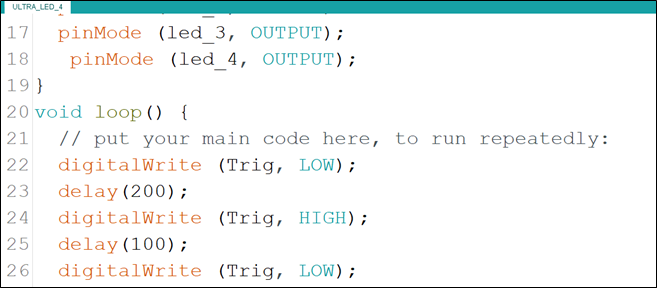 ULTRA_LED_4
17 pinMode (led_3, OUTPUT);
18 pinMode (led_4, OUTPUT);
19 }
20 void loop() {
21 // put your main code here, to run repeatedly:
22 digitalWrite (Trig, LOW);
23 delay(200);
24 digitalWrite (Trig, HIGH);
25 delay(100);
26 digitalWrite (Trig, LOW);